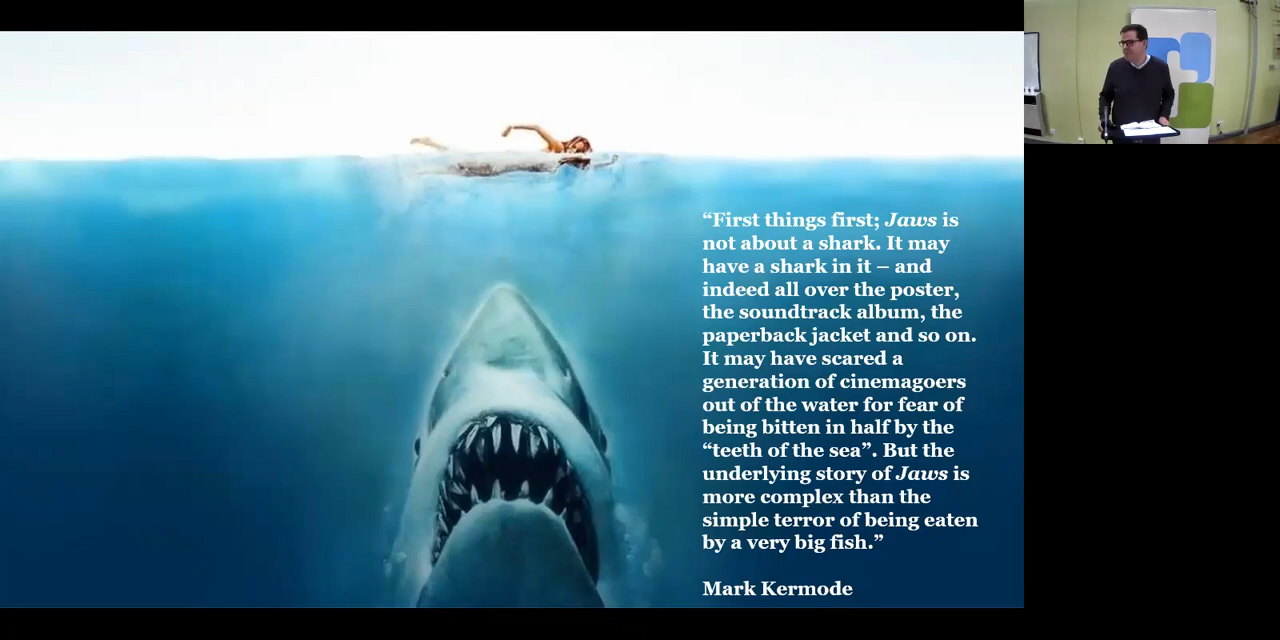 “First things first; Jaws is
not about a shark. It may
have a shark in it – and
indeed all over the poster,
the soundtrack album, the
paperback jacket and so on.
It may have scared a
generation of cinemagoers
out of the water for fear of
being bitten in half by the
“teeth of the sea”. But the
underlying story of Jaws is
more complex than the
simple terror of being eaten
by a very big fish.”
Mark Kermode